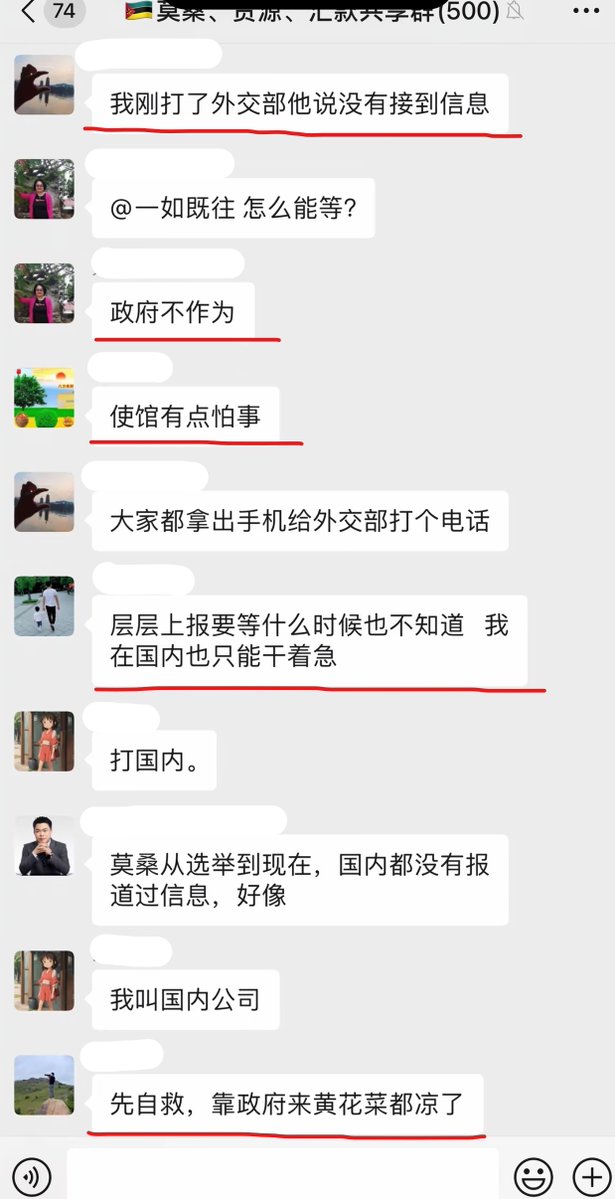 74
莫桑、资源、汇款共享群(500)
我刚打了外交部他说没有接到信息
@一如既往 怎么能等?
政府不作为
使馆有点怕事
大家都拿出手机给外交部打个电话
层层上报要等什么时候也不知道 我
在国内也只能干着急
打国内。
莫桑从选举到现在，国内都没有报
道过信息，好像
我叫国内公司
先自救，靠政府来黄花菜都凉了